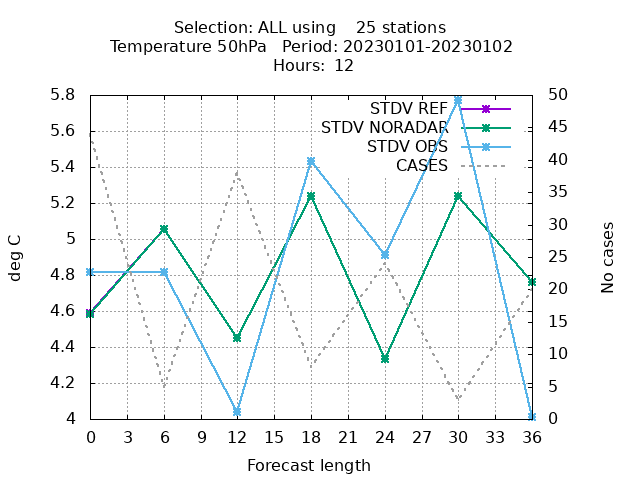 Selection: ALL using    25 stations
Temperature 50hPa   Period: 20230101-20230102
Hours: 12
STDV REF
STDV NORADAR
STDV OBS
CASES
5.8
5.6
5.4
5.2
5
4.8
4.6
4.4
4.2
4
deg C
50
45
40
35
30
25
20
15
10
5
0
No cases
0 3 6 9 12 15 18 21 24 27 30 33 36
Forecast length